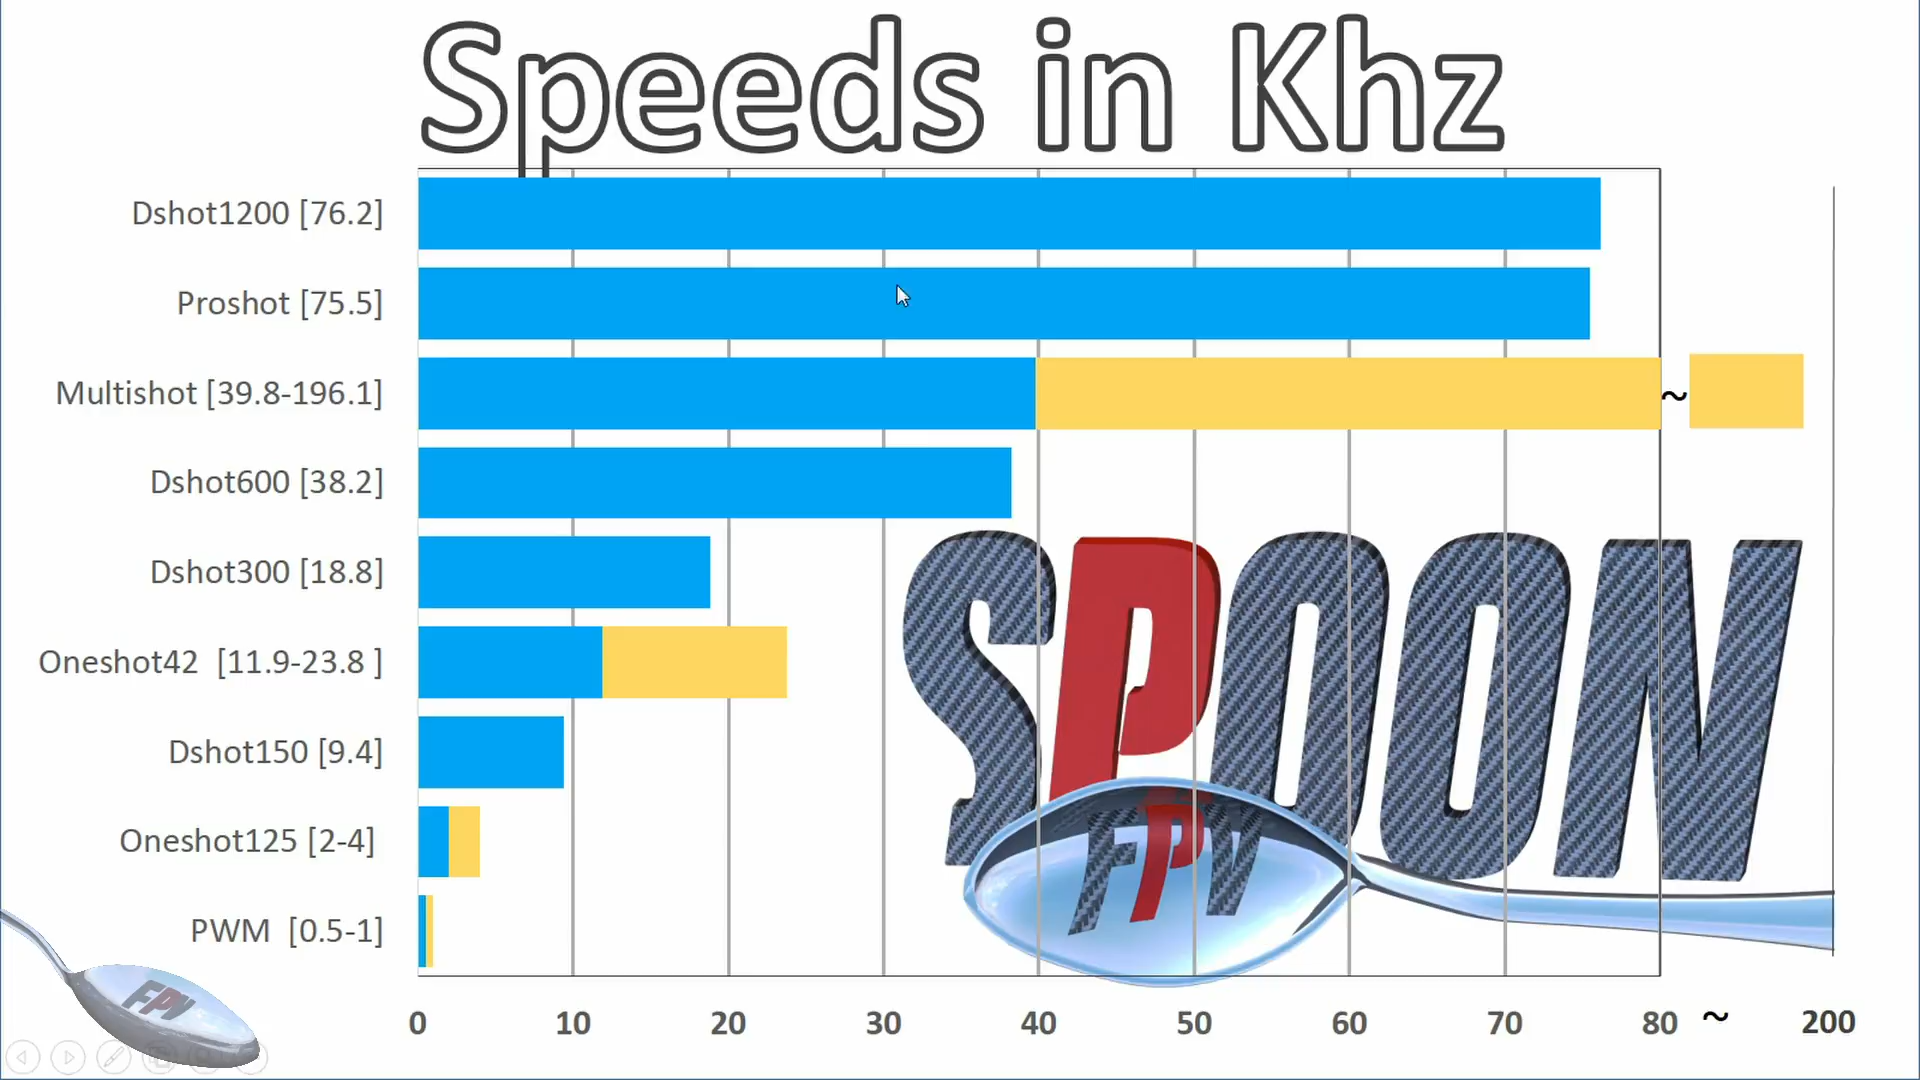 Speeds in Khz
Dshot1200 [76.2]
Proshot [75.5]
Multishot [39.8-196.1]
~
Dshot600 [38.2]
Dshot300 [18.8]
Oneshot42  [11.9-23.8 ]
Dshot150 [9.4]
Oneshot125 [2-4]
PWM  [0.5-1]
SPOON
FPV
FPV
0 10 20 30 40 50 60 70 80 ~ 200